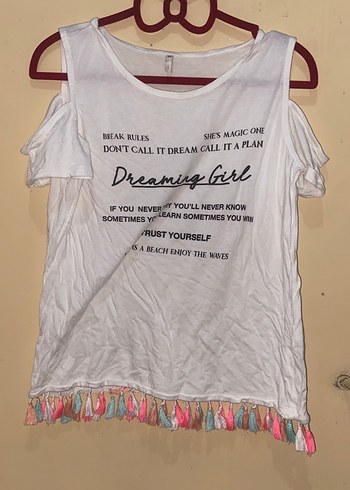 BREAK RULES SHE'S MAGIC ONE
DON'T CALL IT DREAM CALL IT A PLAN
Dreaming Girl
IF YOU NEVER YOU'LL NEVER KNOW
SOMETIMES LEARN SOMETIMES YOU WIN
TRUST YOURSELF
A BEACH ENJOY THE WAVES